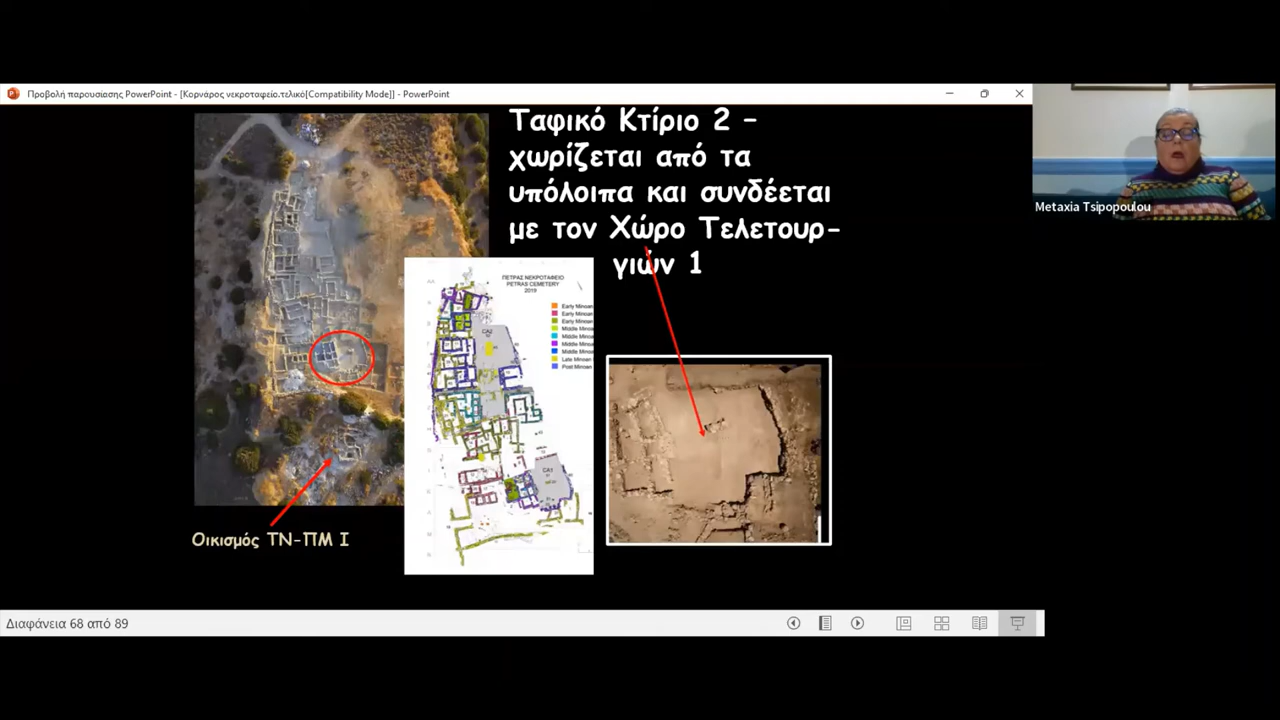 Προβολή παρουσίασης PowerPoint - [Κορνάρος νεκροταφείο.τελικό[Compatibility Mode]] - PowerPoint
Ταφικό Κτίριο 2 –
χωρίζεται από τα
υπόλοιπα και συνδέεται
με τον Χώρο Τελετουρ-
γιών 1
Metaxia Tsipopoulou
ΠΕΤΡΑΣ ΝΕΚΡΟΤΑΦΕΙΟ
PETRAS CEMETERY
2019
Early Minoan
Early Minoan
Early Minoan
Middle Minoan
Middle Minoan
Middle Minoan
Middle Minoan
Late Minoan
Post Minoan
CA2
CA1
Οικισμός ΤΝ-ΠΜ Ι
Διαφάνεια 68 από 89